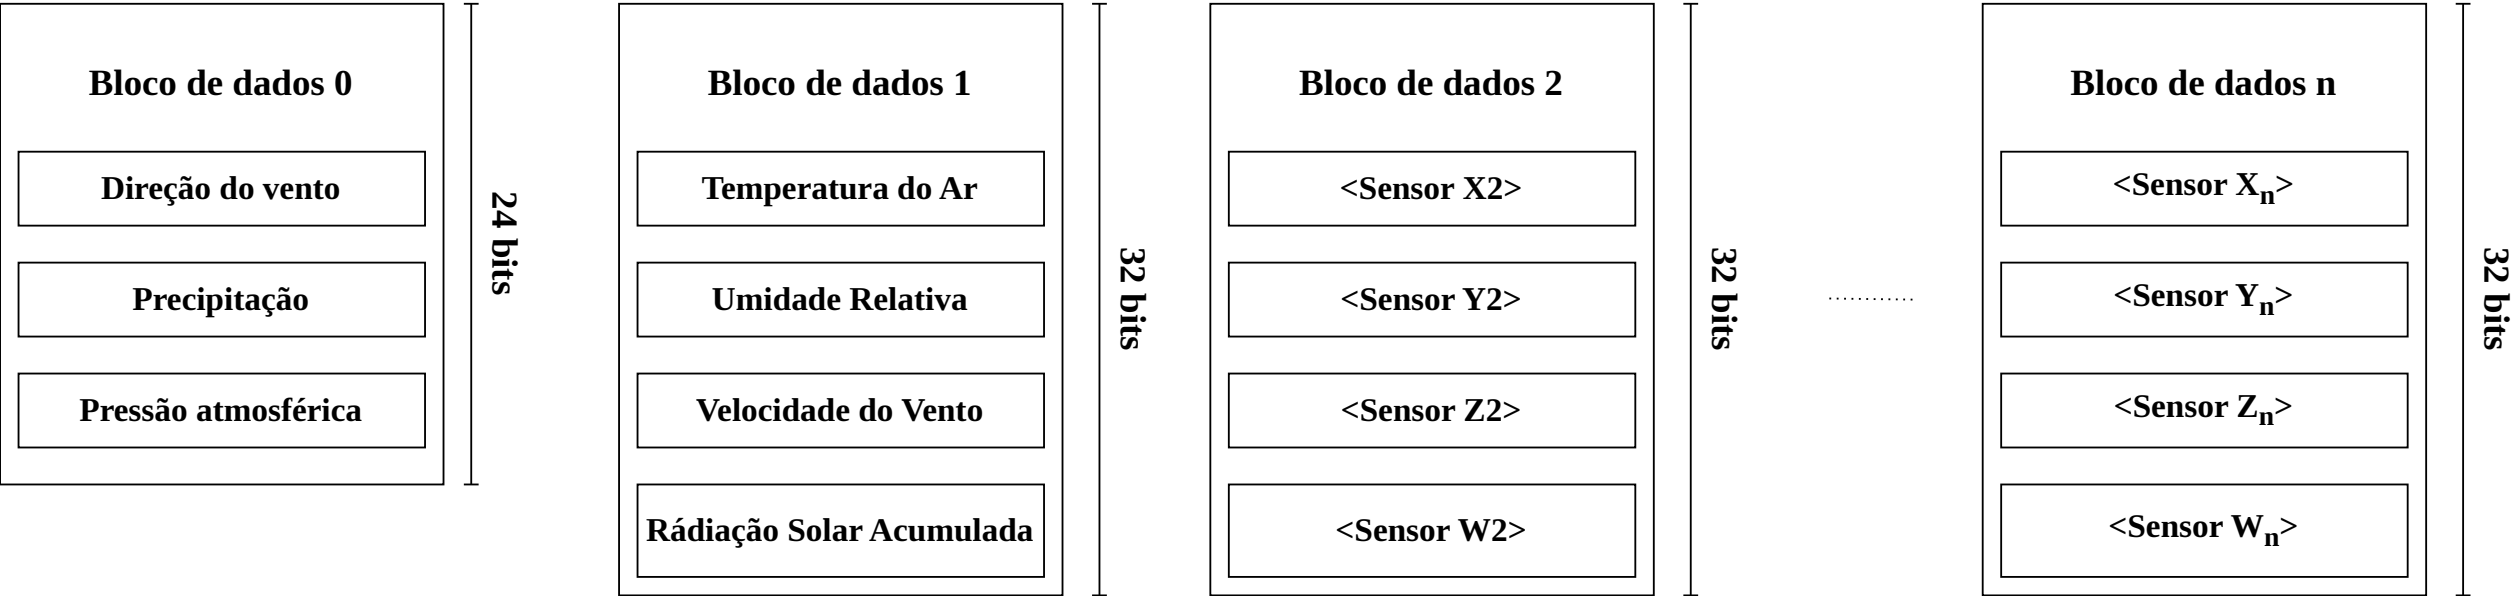 Bloco de dados 0
Direção do vento
Precipitação
Pressão atmosférica
24 bits
Bloco de dados 1
Temperatura do Ar
Umidade Relativa
Velocidade do Vento
Rádiação Solar Acumulada
32 bits
Bloco de dados 2
<Sensor X2>
<Sensor Y2>
<Sensor Z2>
<Sensor W2>
32 bits
............
Bloco de dados n
<Sensor Xn>
<Sensor Yn>
<Sensor Zn>
<Sensor Wn>
32 bits